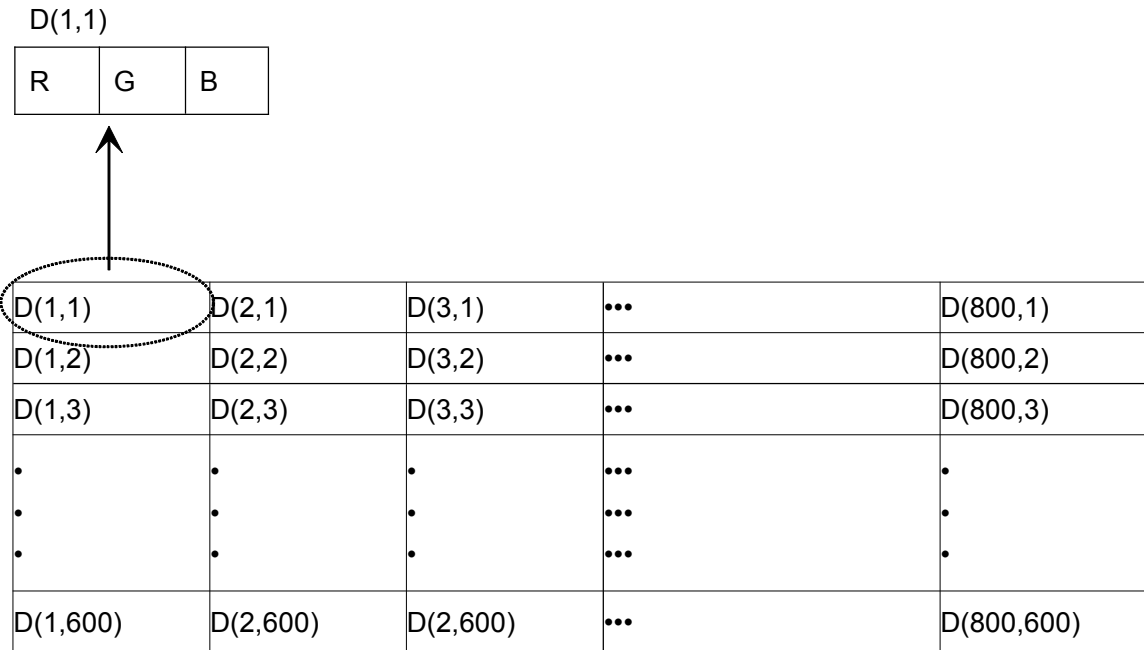 D(1,1)
R G B
D(1,1) D(2,1) D(3,1) ••• D(800,1)
D(1,2) D(2,2) D(3,2) ••• D(800,2)
D(1,3) D(2,3) D(3,3) ••• D(800,3)
• • • ••• •
• • • ••• •
• • • ••• •
D(1,600) D(2,600) D(2,600) ••• D(800,600)